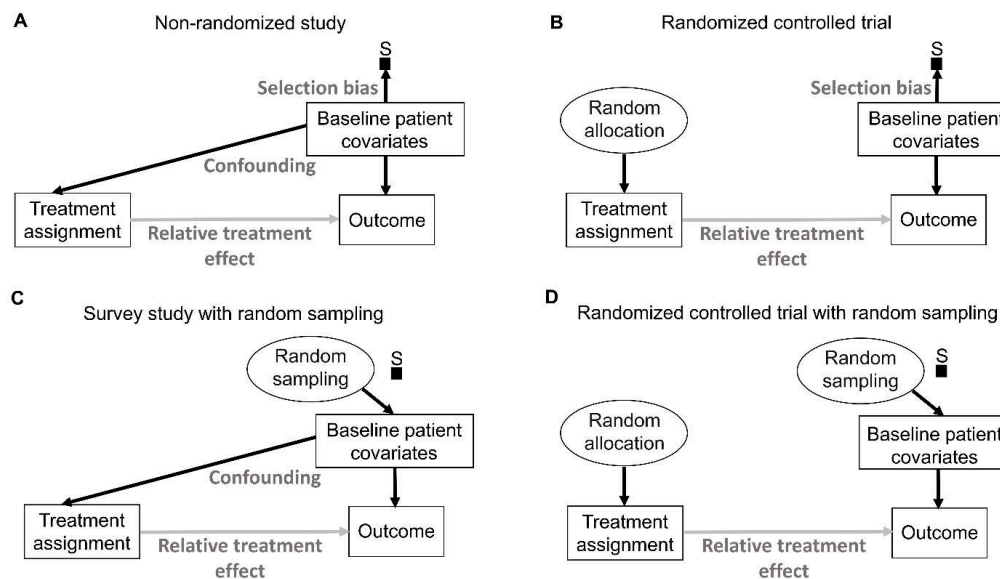 A
Non-randomized study
S
Selection bias
Baseline patient
covariates
Confounding
Treatment
assignment
Relative treatment
effect
Outcome
B
Randomized controlled trial
S
Selection bias
Random
allocation
Baseline patient
covariates
Treatment
assignment
Relative treatment
effect
Outcome
C
Survey study with random sampling
Random
sampling
S
Baseline patient
covariates
Confounding
Treatment
assignment
Relative treatment
effect
Outcome
D
Randomized controlled trial with random sampling
Random
sampling
S
Random
allocation
Baseline patient
covariates
Treatment
assignment
Relative treatment
effect
Outcome